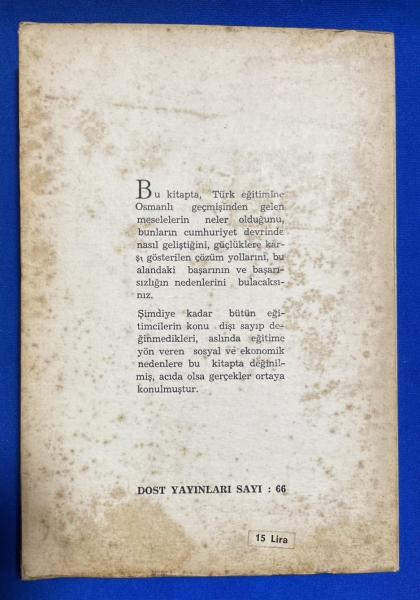 Bu kitapta, Türk eğitimine
Osmanlı geçmişinden gelen
meselelerin neler olduğunu,
bunların cumhuriyet devrinde
nasıl geliştiğini, güçlüklere kar-
şı gösterilen çözüm yollarını, bu
alandaki başarının ve başarı-
sızlığın nedenlerini bulacaksı-
nız.
Şimdiye kadar bütün eği-
timcilerin konu dışı sayıp de-
ğinmedikleri, aslında eğitime
yön veren sosyal ve ekonomik
nedenlere bu kitapta değinil-
miş, acıda olsa gerçekler ortaya
konulmuştur.
DOST YAYINLARI SAYI : 66
15 Lira